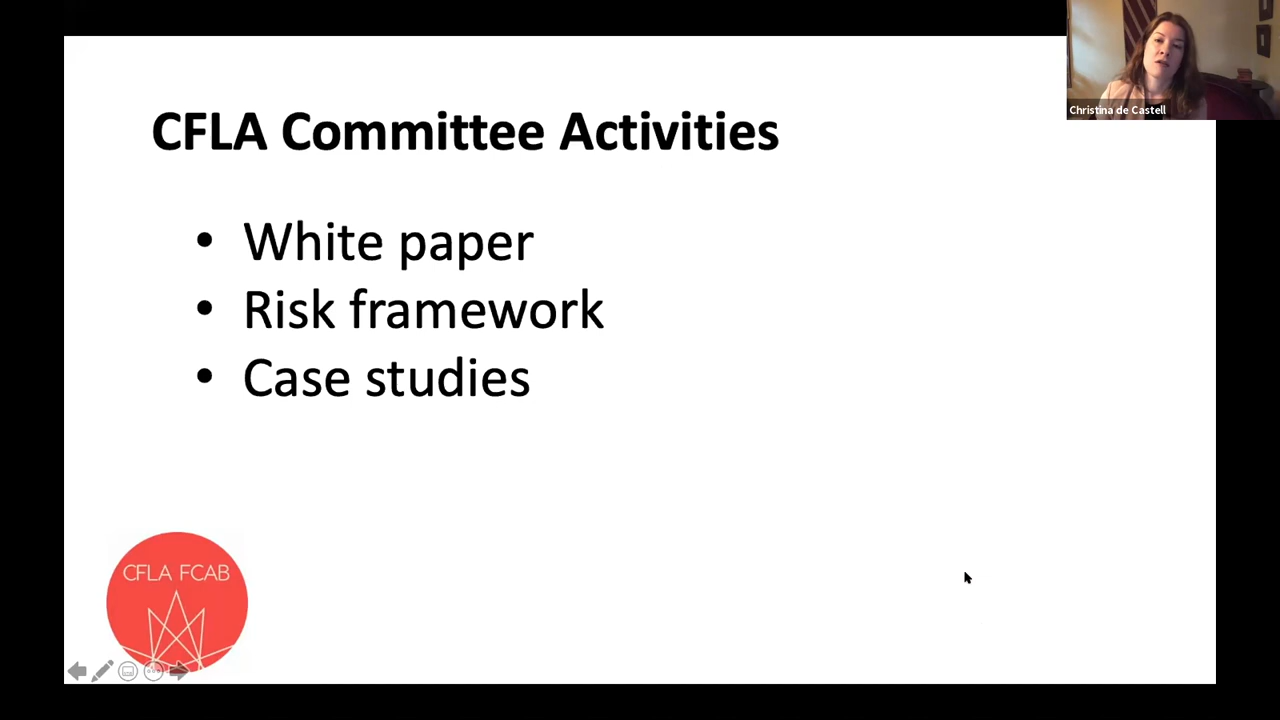 Christina de Castell
CFLA Committee Activities
• White paper
• Risk framework
• Case studies
CFLA FCAB